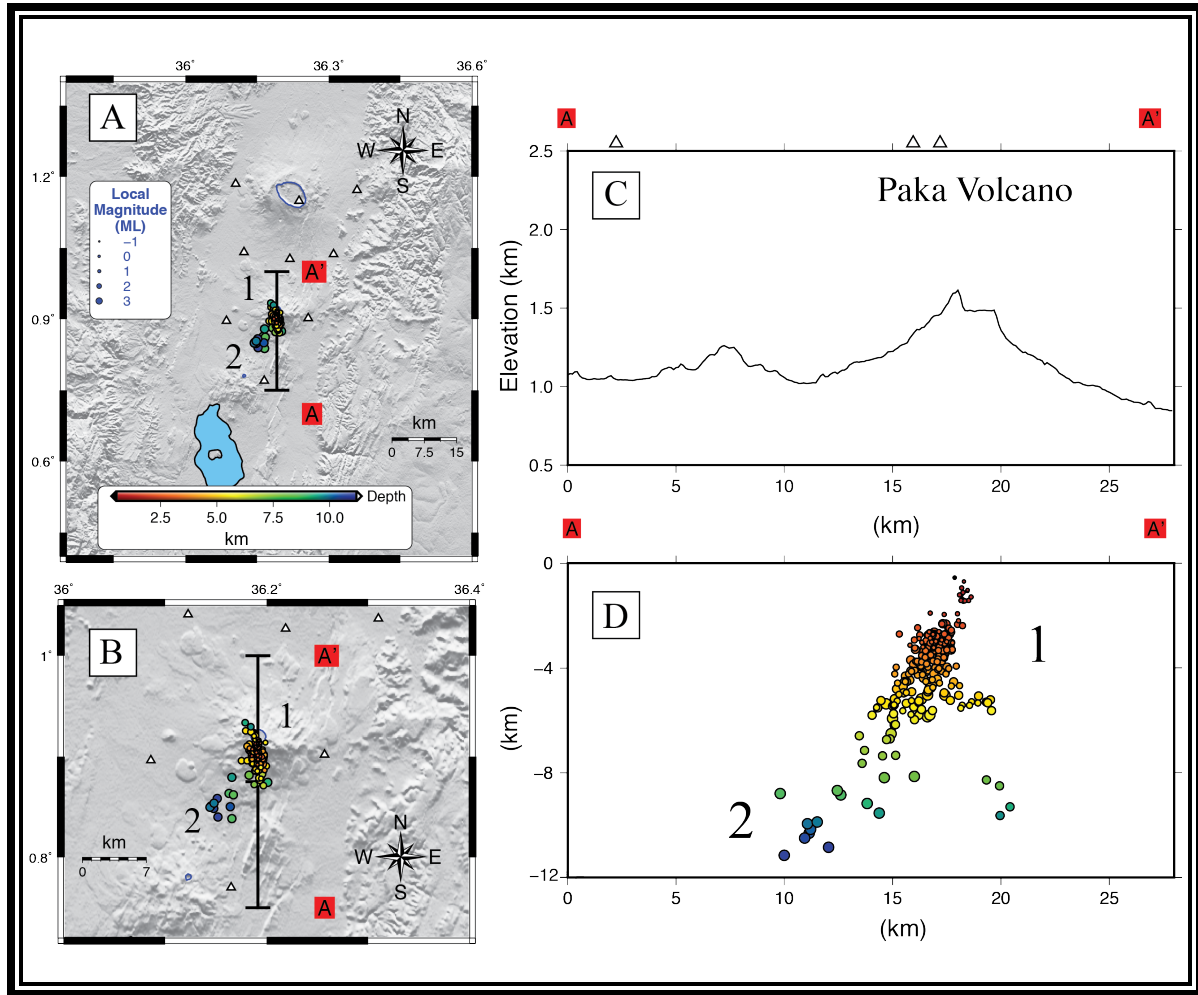 36°
36.3°
36.6°
A
N
W
E
S
1.2°
Local
Magnitude
(ML)
−1
0
1
2
3
A'
1
0.9°
2
A
km
0 7.5 15
0.6°
Depth
2.5 5.0 7.5 10.0
km
36°
36.2°
36.4°
B
1°
A'
1
2
km
0 7
N
W
E
S
0.8°
A
A
A'
2.5
C
Paka Volcano
2.0
Elevation (km)
1.5
1.0
0.5
0 5 10 15 20 25
(km)
A
A'
0
D
1
−4
(km)
−8
2
−12
0 5 10 15 20 25
(km)